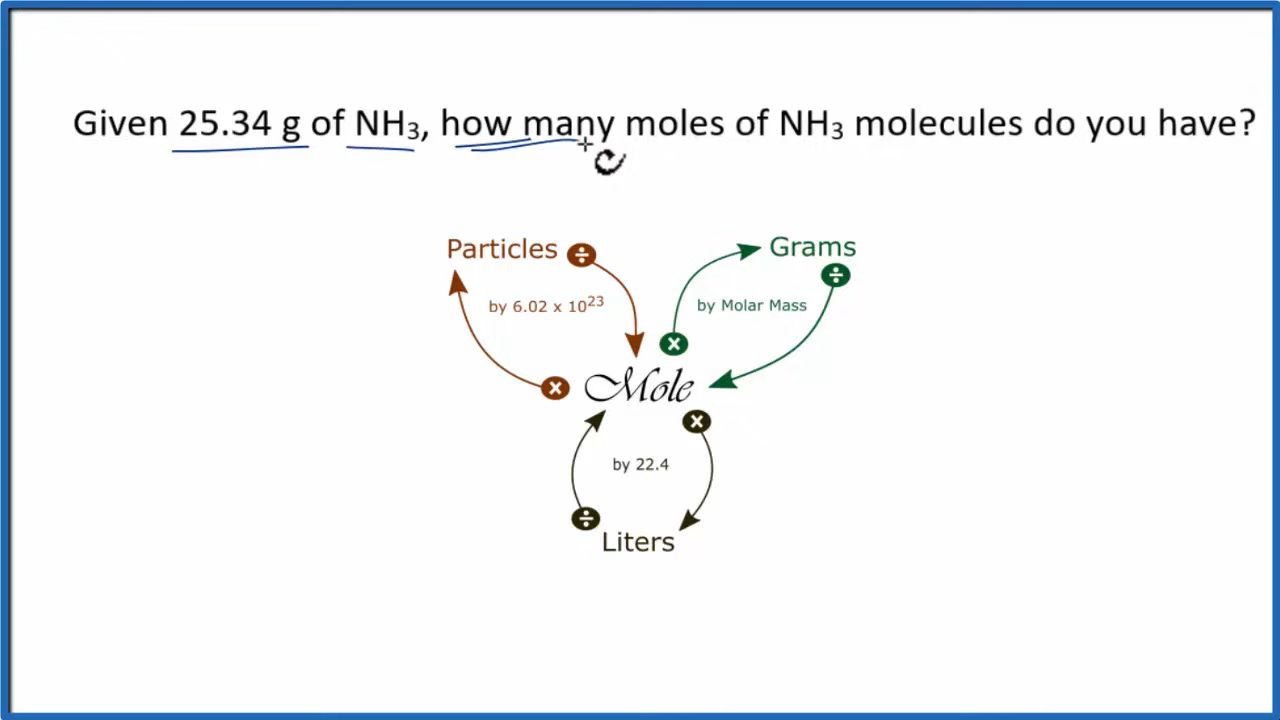 Given 25.34 g of NH₃, how many moles of NH₃ molecules do you have?
Particles ÷
÷ Grams
by 6.02 x 10²³
by Molar Mass
x
x Mole
x
by 22.4
÷
Liters